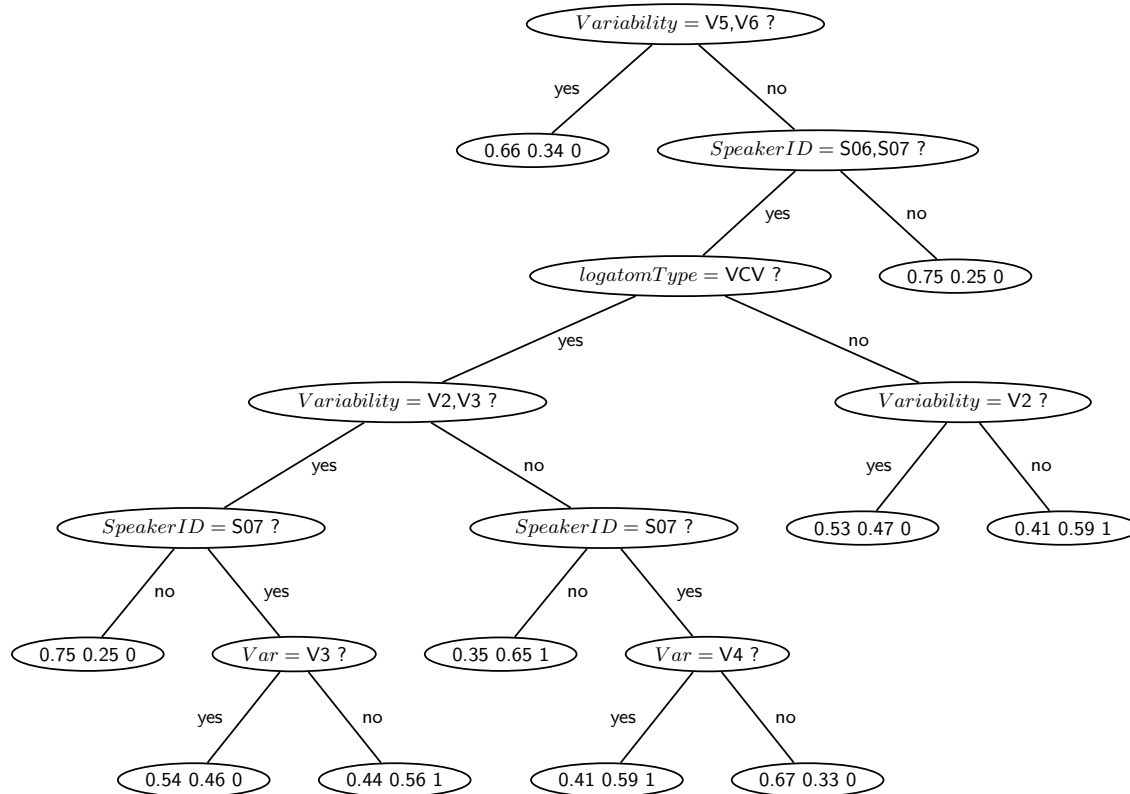 Variability = V5,V6 ?
yes
no
0.66 0.34 0
SpeakerID = S06,S07 ?
yes
no
logatomType = VCV ?
0.75 0.25 0
yes
no
Variability = V2,V3 ?
Variability = V2 ?
yes
no
yes
no
SpeakerID = S07 ?
SpeakerID = S07 ?
0.53 0.47 0
0.41 0.59 1
no
yes
no
yes
0.75 0.25 0
Var = V3 ?
0.35 0.65 1
Var = V4 ?
yes
no
yes
no
0.54 0.46 0
0.44 0.56 1
0.41 0.59 1
0.67 0.33 0